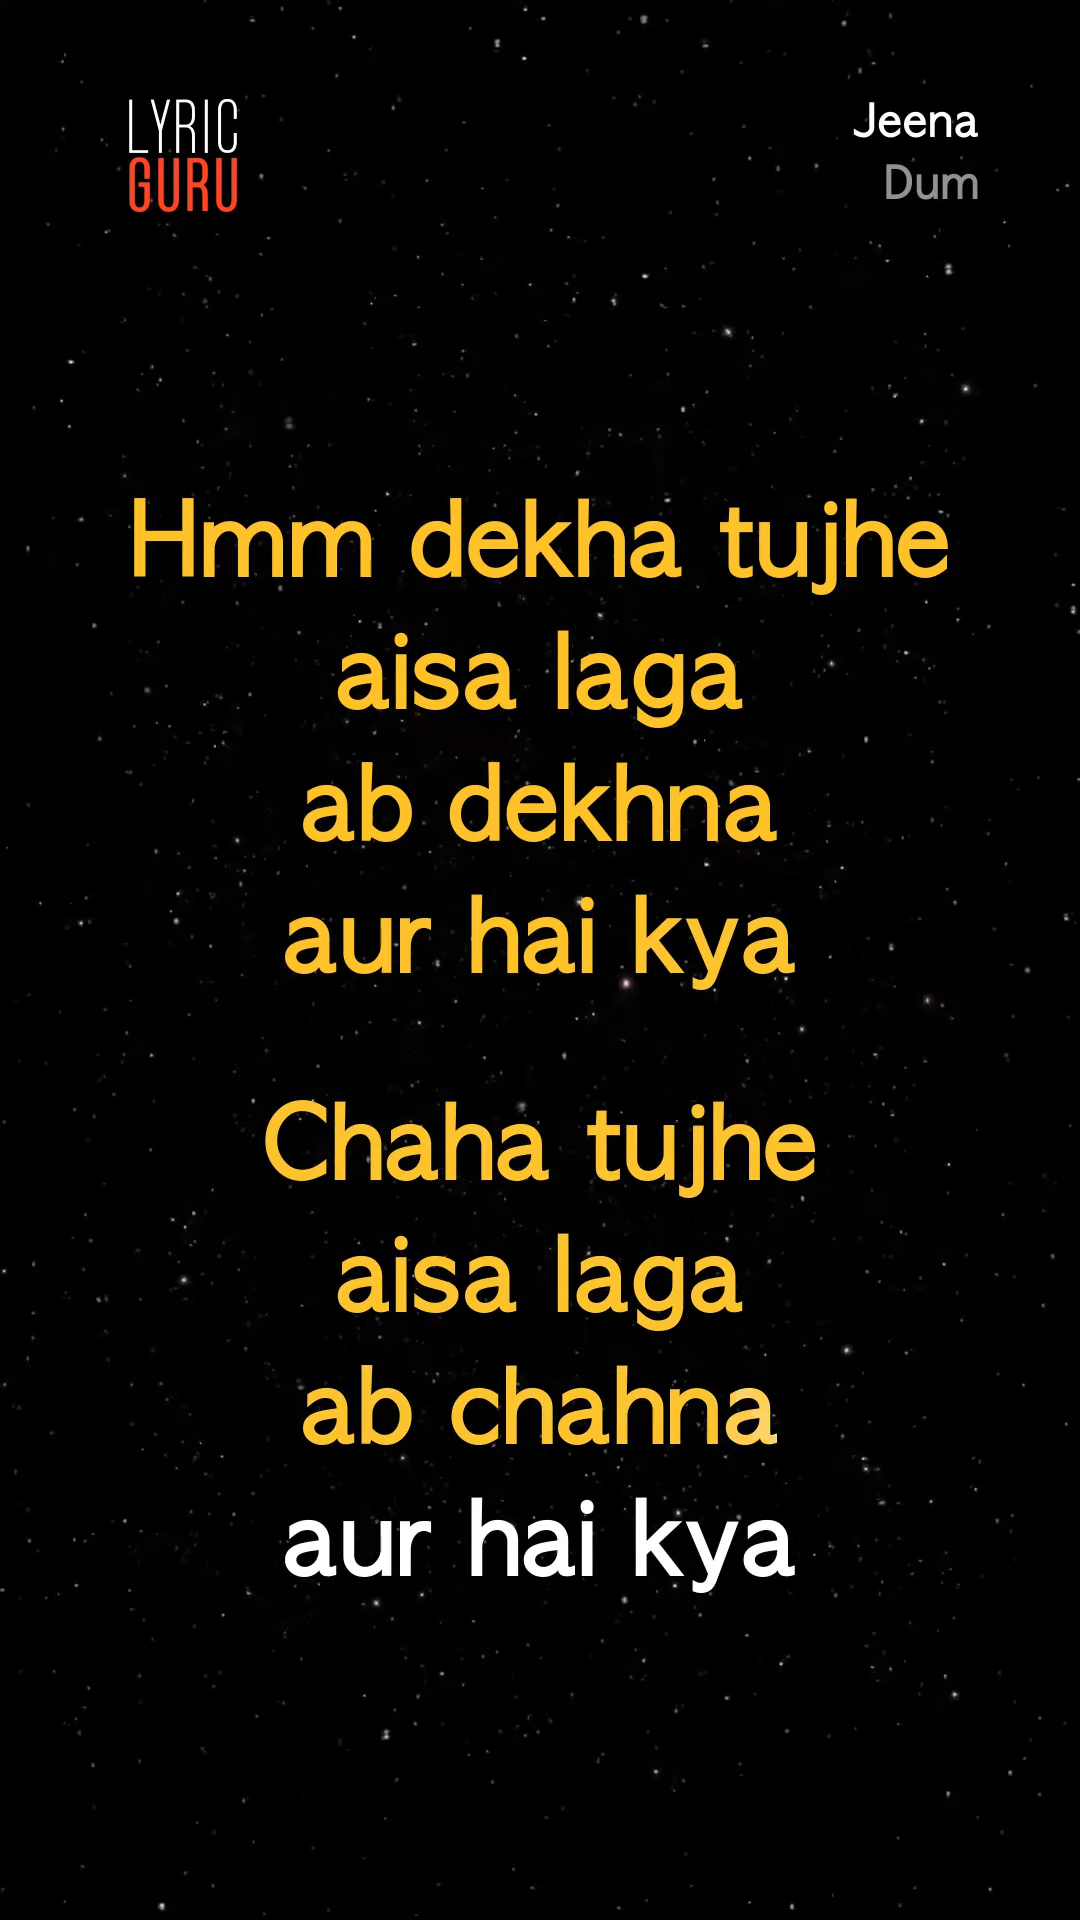 LYRIC
GURU
Jeena
Dum
Hmm dekha tujhe
aisa laga
ab dekhna
aur hai kya
Chaha tujhe
aisa laga
ab chahna
aur hai kya